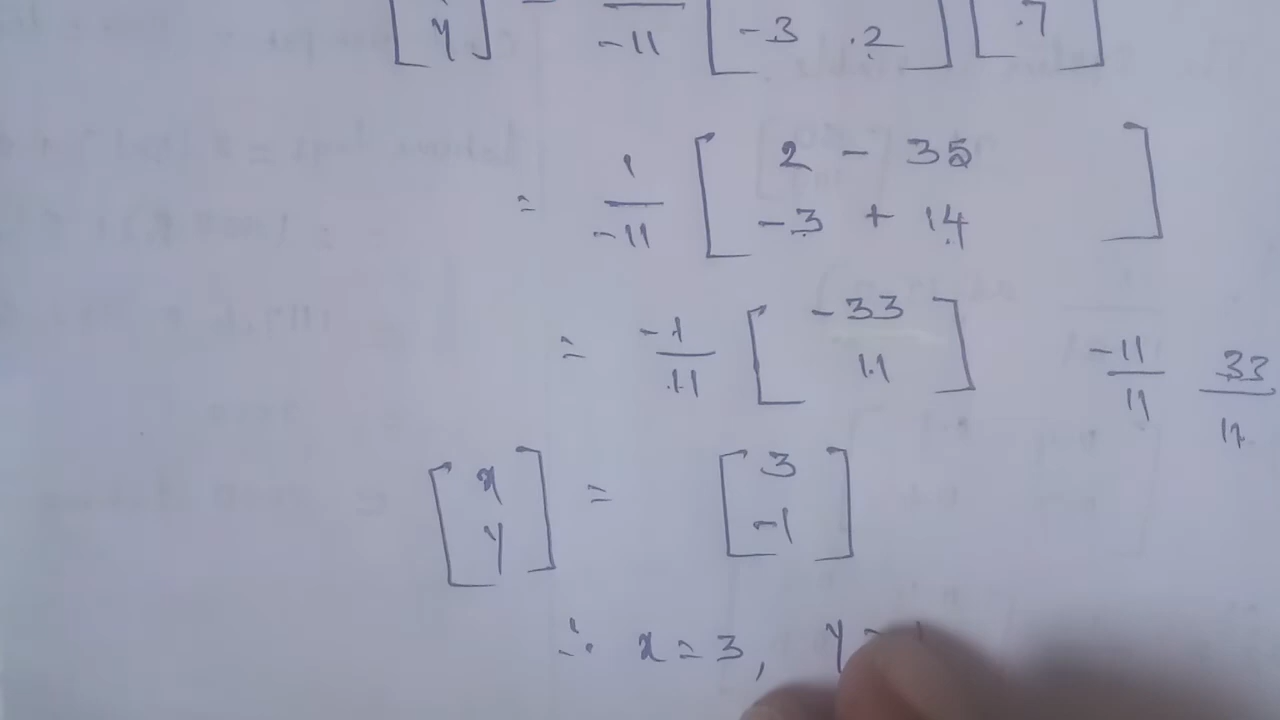 [ y ] = -11 [ -3 .2 ] [ .7 ]
= 1/-11 [ 2 - 35
-3 + 14 ]
= -1/11 [ -33
11 ] -11/11 33/11
[ x
y ] = [ 3
-1 ]
∴ x = 3, y =